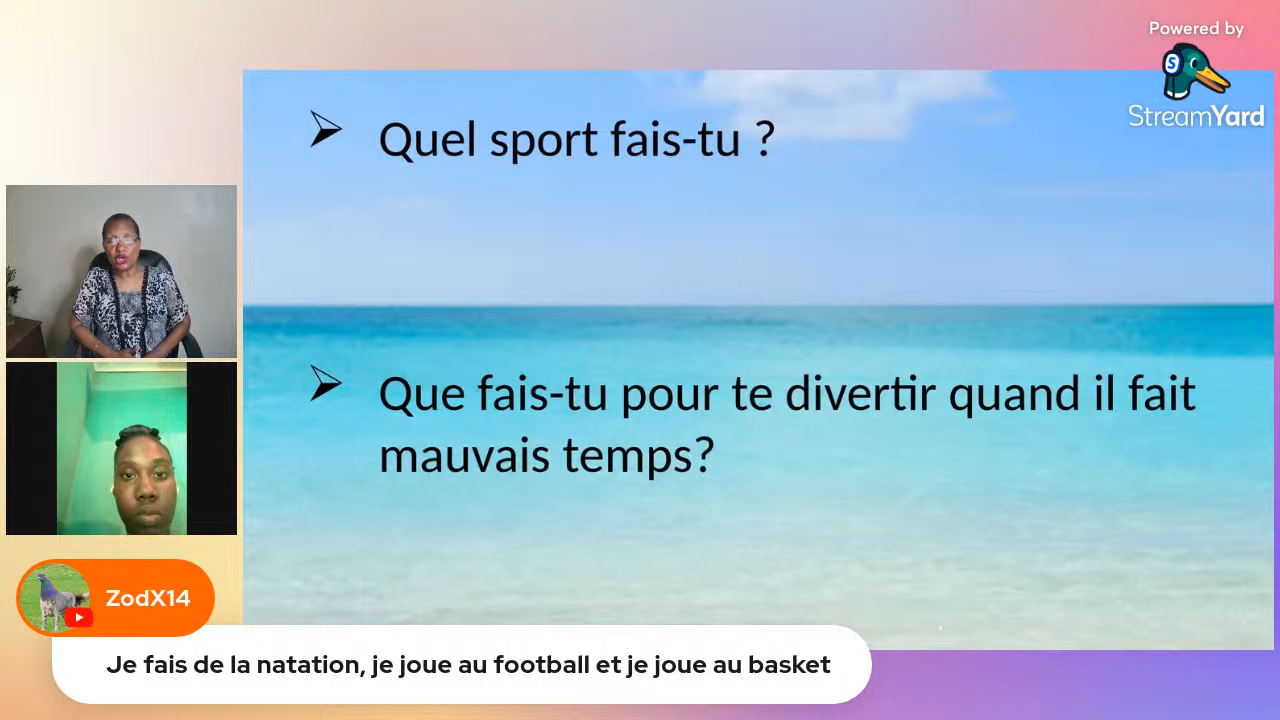 Powered by
StreamYard
Quel sport fais-tu ?
Que fais-tu pour te divertir quand il fait
mauvais temps?
ZodX14
Je fais de la natation, je joue au football et je joue au basket